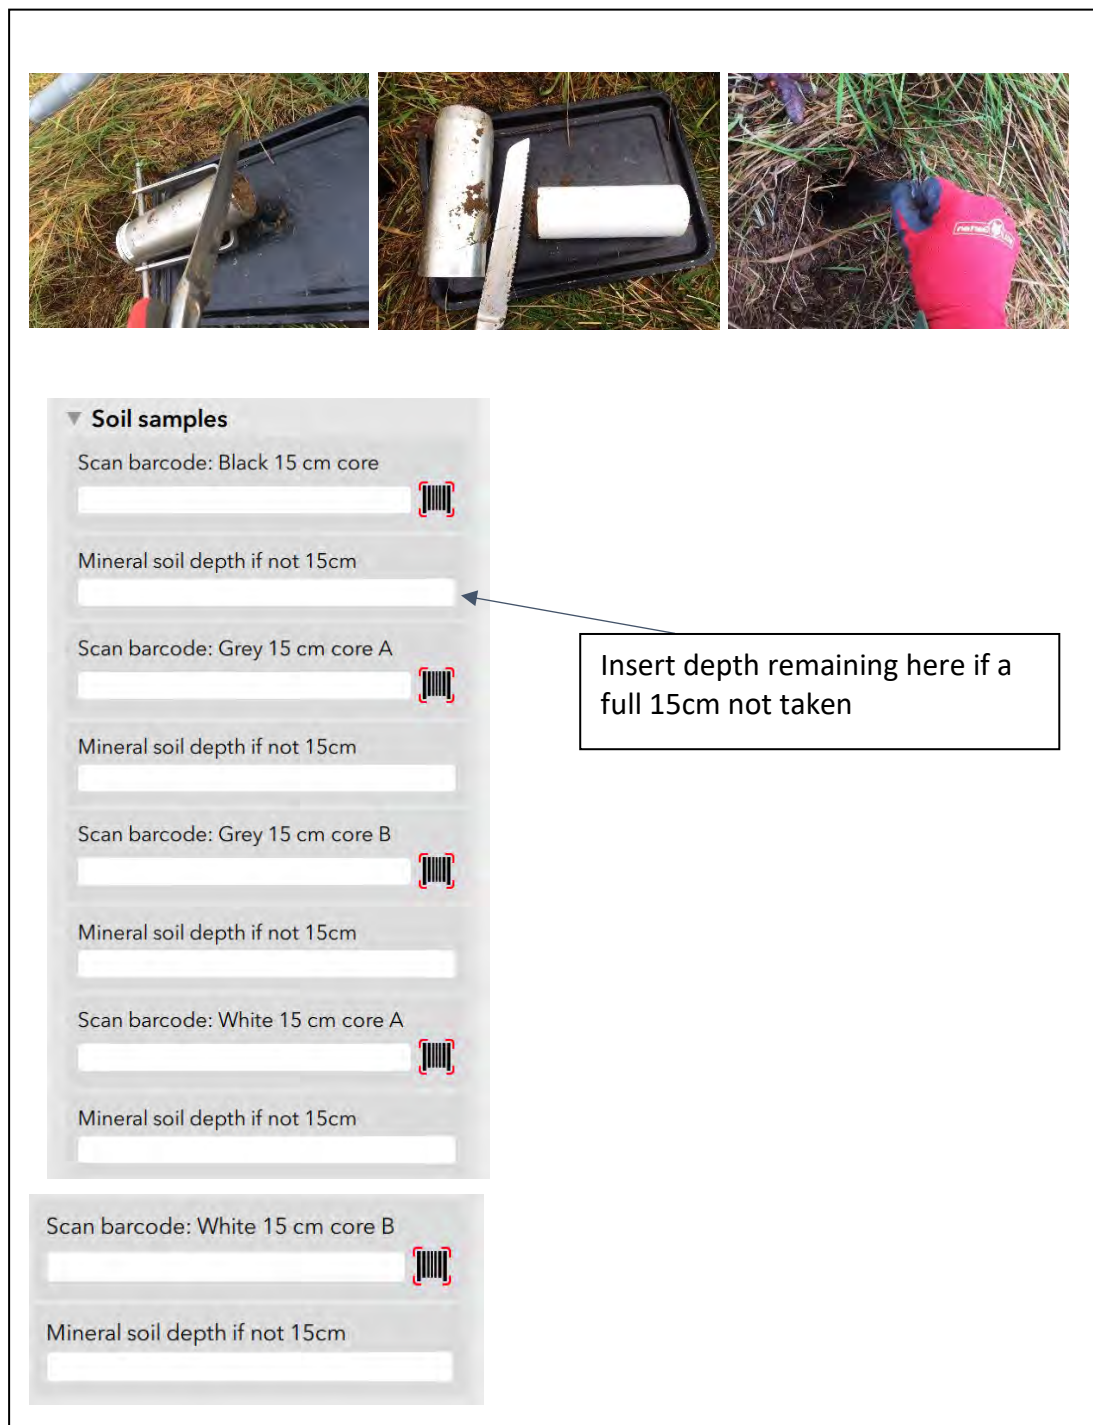 Soil samples
Scan barcode: Black 15 cm core
Mineral soil depth if not 15cm
Scan barcode: Grey 15 cm core A
Insert depth remaining here if a
full 15cm not taken
Mineral soil depth if not 15cm
Scan barcode: Grey 15 cm core B
Mineral soil depth if not 15cm
Scan barcode: White 15 cm core A
Mineral soil depth if not 15cm
Scan barcode: White 15 cm core B
Mineral soil depth if not 15cm